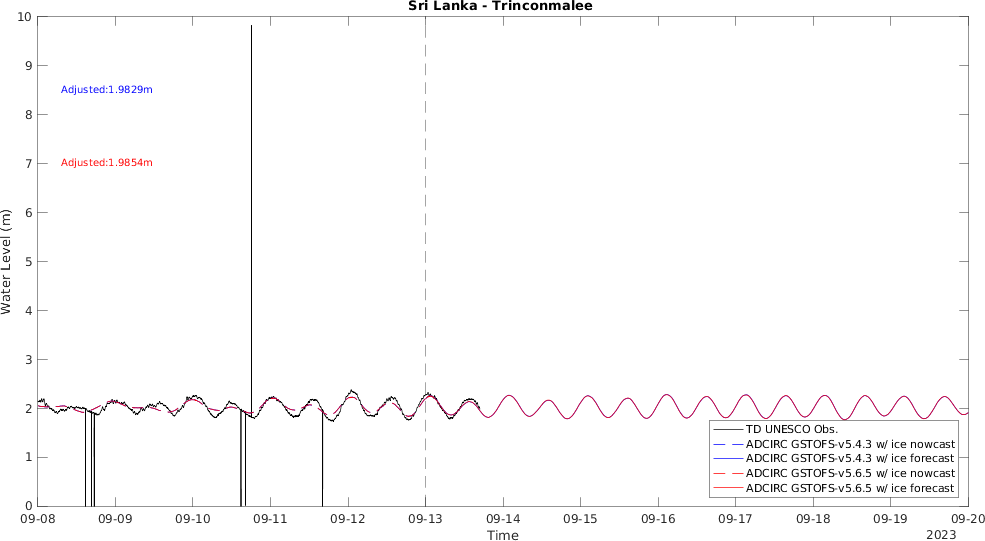 Sri Lanka - Trinconmalee
10
9
8
7
6
5
4
3
2
1
0
Water Level (m)
Adjusted:1.9829m
Adjusted:1.9854m
TD UNESCO Obs.
ADCIRC GSTOFS-v5.4.3 w/ ice nowcast
ADCIRC GSTOFS-v5.4.3 w/ ice forecast
ADCIRC GSTOFS-v5.6.5 w/ ice nowcast
ADCIRC GSTOFS-v5.6.5 w/ ice forecast
09-08 09-09 09-10 09-11 09-12 09-13 09-14 09-15 09-16 09-17 09-18 09-19 09-20
Time
2023